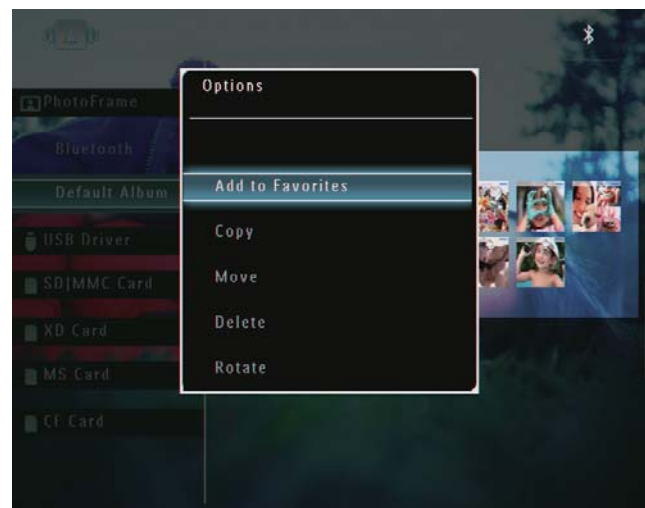 Options
PhotoFrame
Bluetooth
Default Album
USB Driver
SD|MMC Card
XD Card
MS Card
CF Card
Add to Favorites
Copy
Move
Delete
Rotate